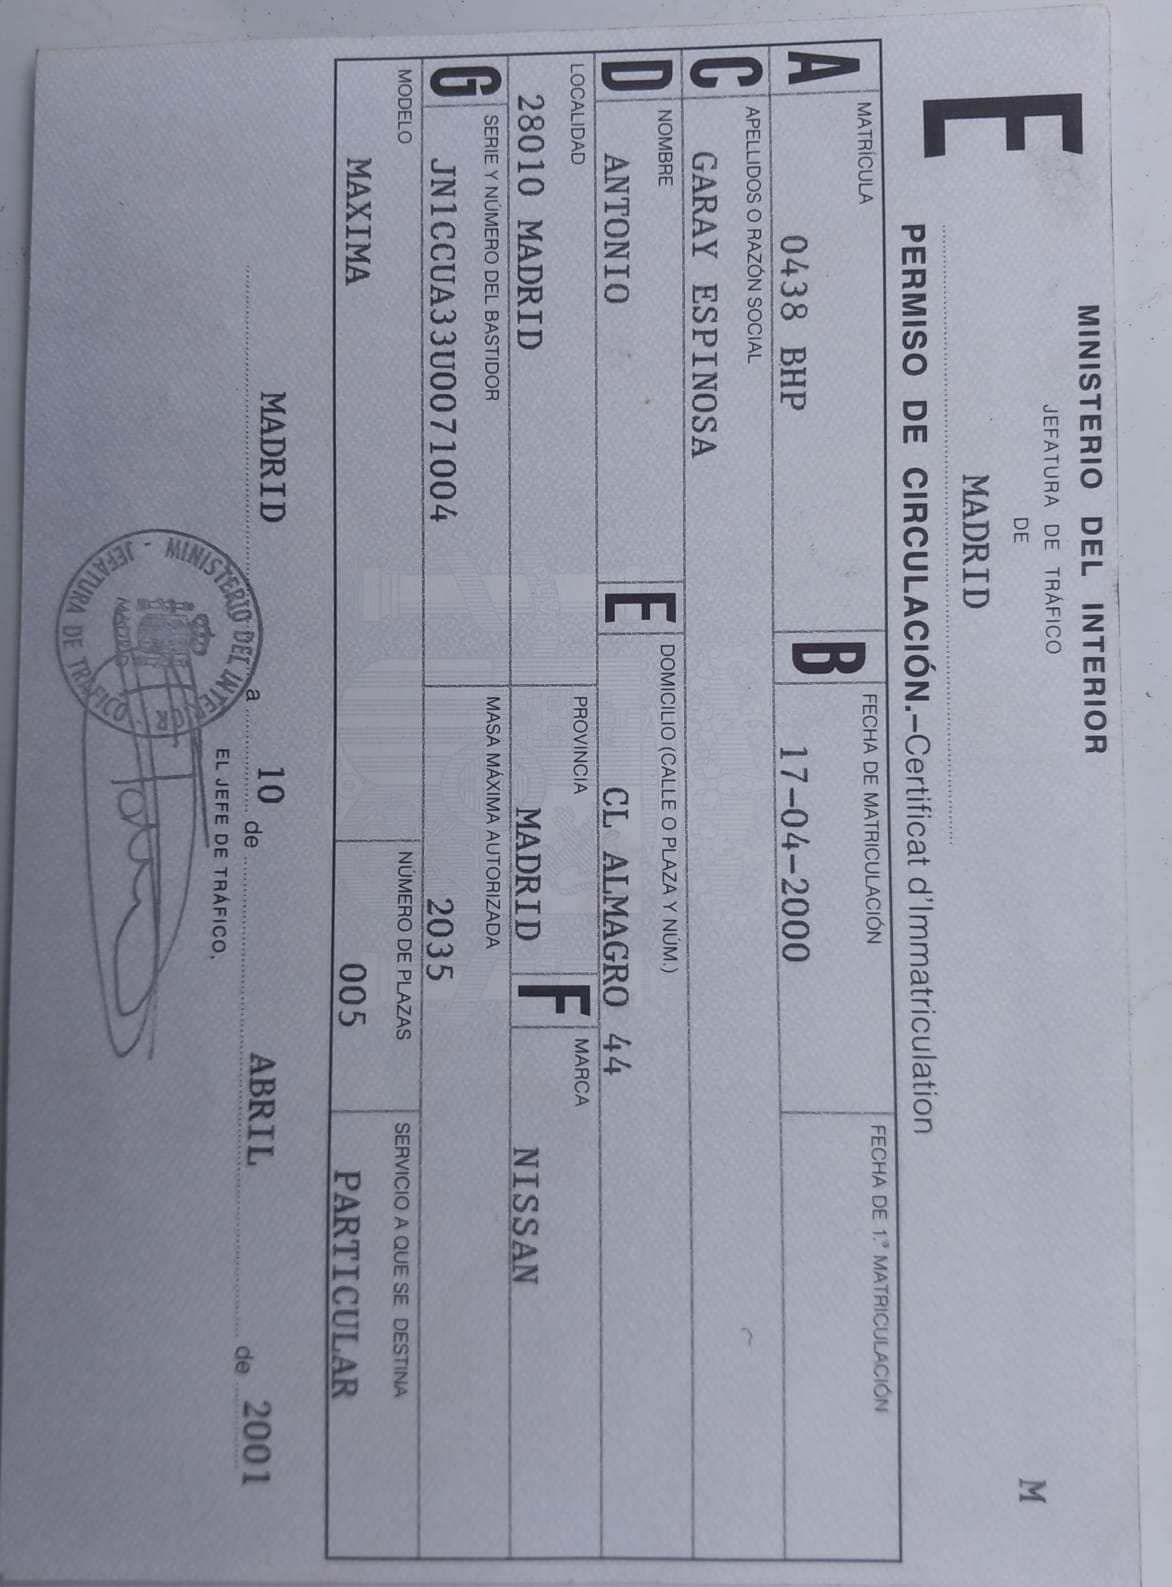 E
MINISTERIO DEL INTERIOR
JEFATURA DE TRÁFICO
DE
M
MADRID
PERMISO DE CIRCULACIÓN.–Certificat d'Immatriculation
A MATRÍCULA
0438 BHP
B FECHA DE MATRICULACIÓN
17-04-2000
FECHA DE 1.ª MATRICULACIÓN
C APELLIDOS O RAZÓN SOCIAL
GARAY ESPINOSA
D NOMBRE
ANTONIO
E DOMICILIO (CALLE O PLAZA Y NÚM.)
CL ALMAGRO 44
LOCALIDAD
28010 MADRID
PROVINCIA
MADRID
F MARCA
NISSAN
G SERIE Y NÚMERO DEL BASTIDOR
JN1CCUA33U0071004
MASA MÁXIMA AUTORIZADA
2035
MODELO
MAXIMA
NÚMERO DE PLAZAS
005
SERVICIO A QUE SE DESTINA
PARTICULAR
MADRID a 10 de ABRIL de 2001
EL JEFE DE TRÁFICO,
MINISTERIO DEL INTE
JEFATURA DE TRÁFICO
MADRID